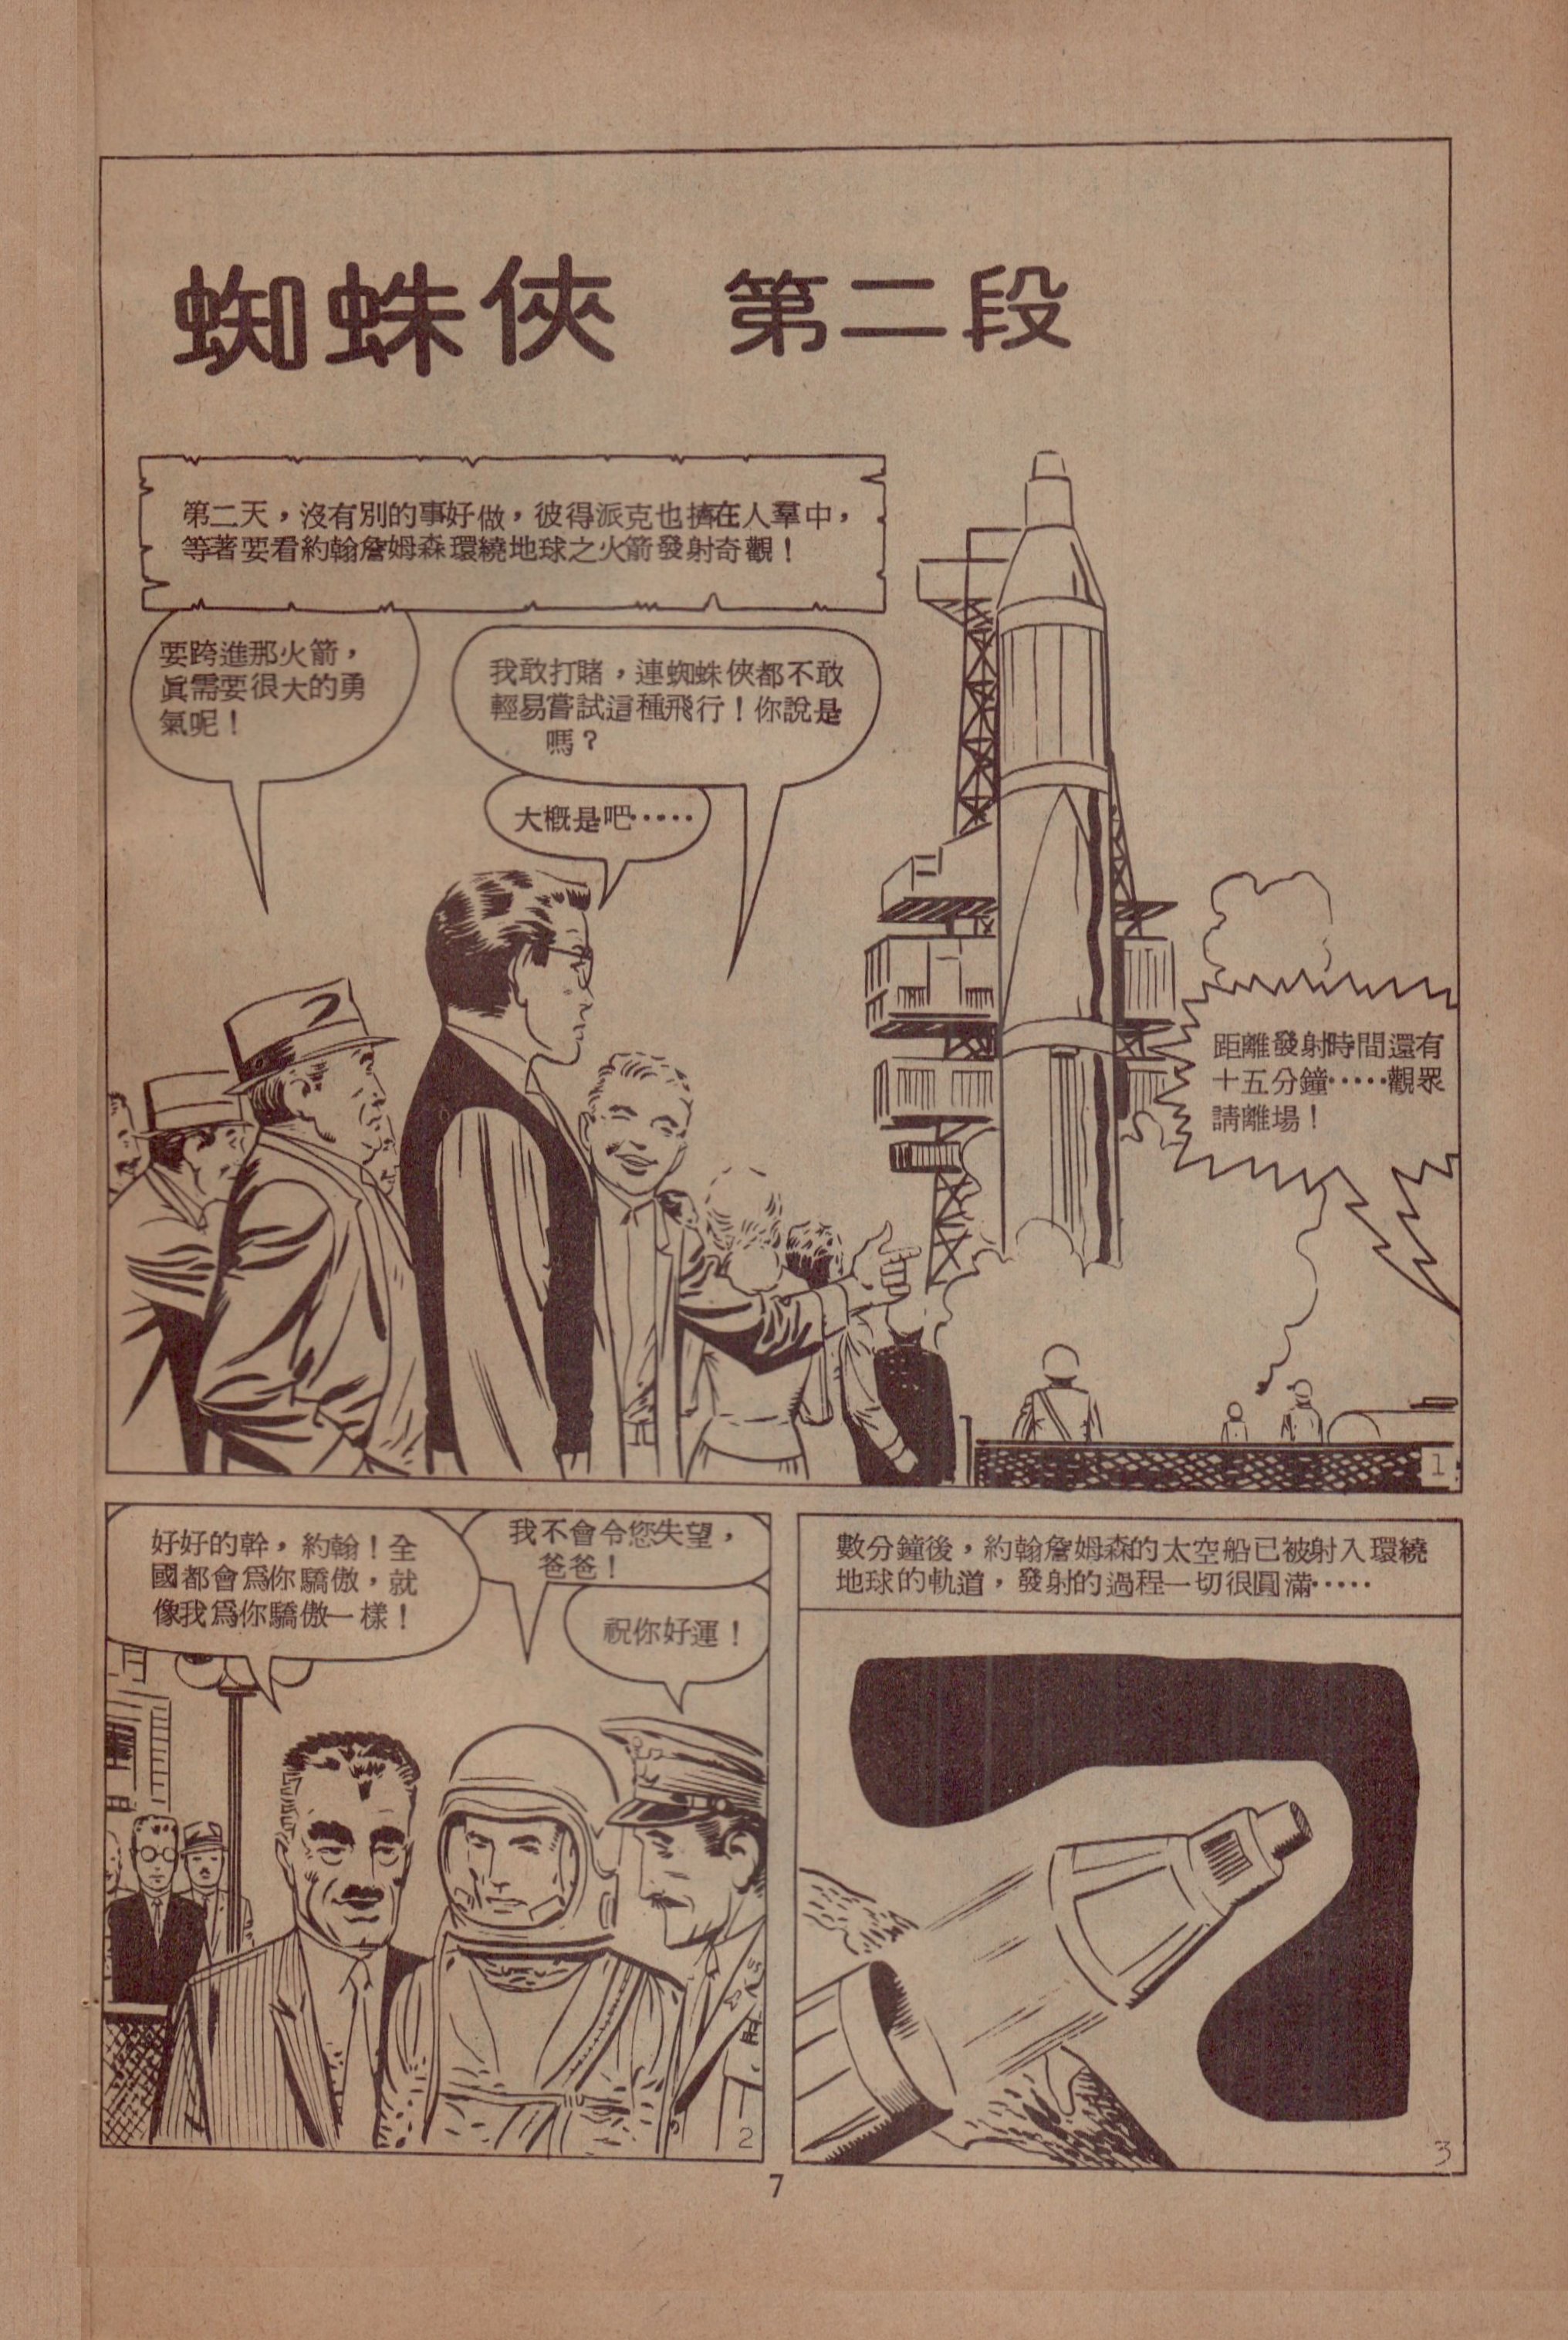 蜘蛛俠 第二段
第二天，沒有別的事好做，彼得派克也擠在人羣中，
等著要看約翰詹姆森環繞地球之火箭發射奇觀！
要跨進那火箭，
眞需要很大的勇
氣呢！
我敢打賭，連蜘蛛俠都不敢
輕易嘗試這種飛行！你說是
嗎？
大槪是吧‥‥‥
距離發射時間還有
十五分鐘‥‥‥觀眾
請離場！
1
好好的幹，約翰！全
國都會爲你驕傲，就
像我爲你驕傲一樣！
我不會令您失望，
爸爸！
祝你好運！
2
數分鐘後，約翰詹姆森的太空船已被射入環繞
地球的軌道，發射的過程一切很圓滿‥‥‥
3
7